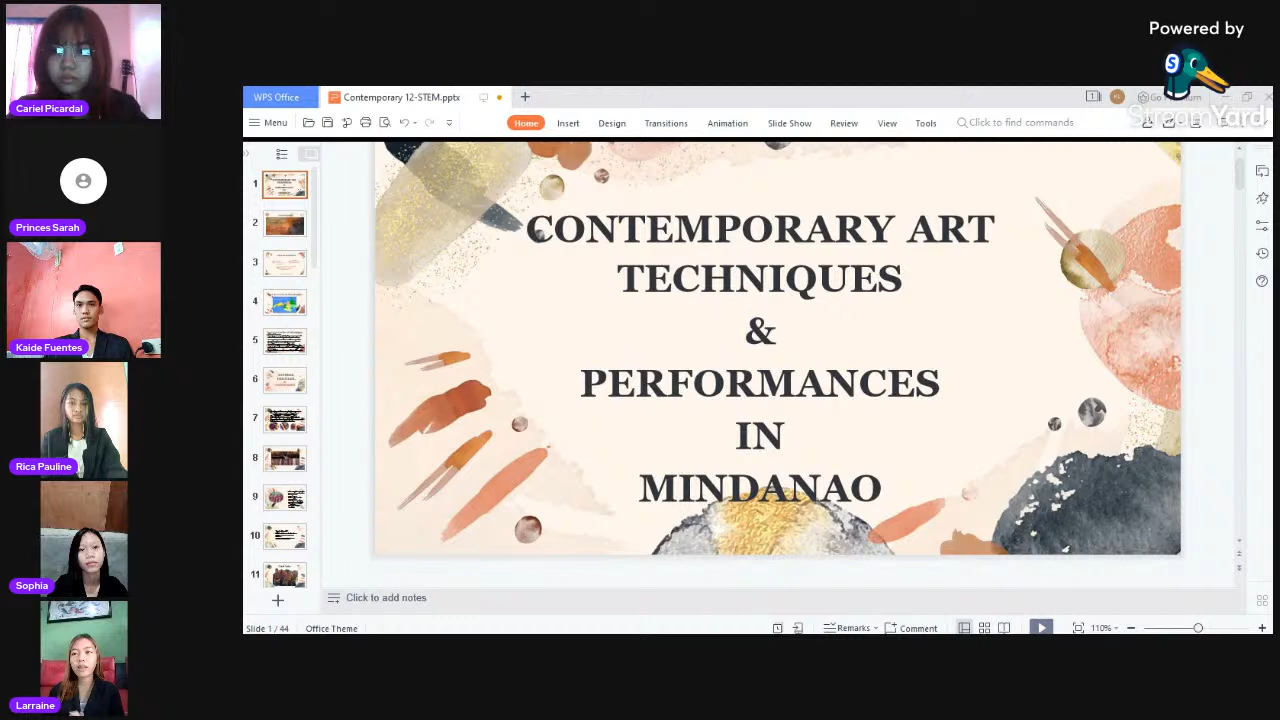 Powered by
StreamYard
Cariel Picardal
Princes Sarah
Kaide Fuentes
Rica Pauline
Sophia
Larraine
WPS Office
Contemporary 12-STEM.pptx
Menu
Home Insert Design Transitions Animation Slide Show Review View Tools Click to find commands
1
2
3
4
5
6
7
8
9
10
11
CONTEMPORARY ART
TECHNIQUES
&
PERFORMANCES
IN
MINDANAO
Click to add notes
Slide 1 / 44 Office Theme Remarks Comment 110%